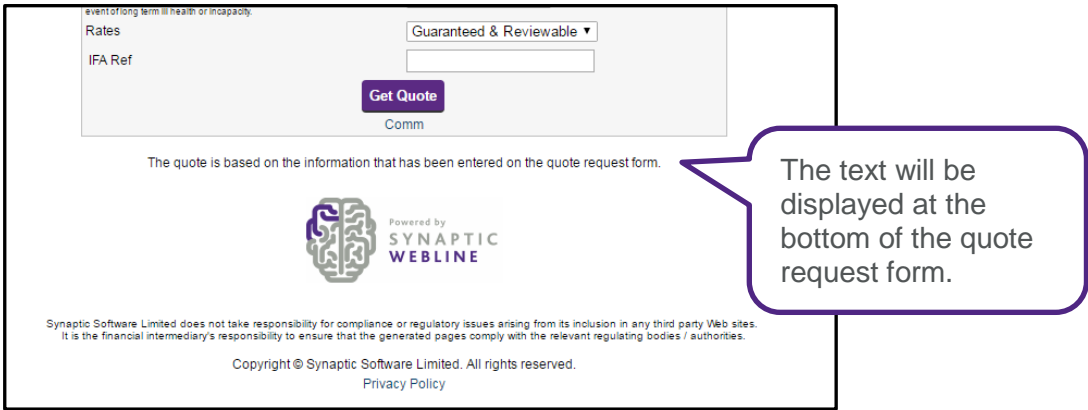 event of long term ill health or incapacity.
Rates
Guaranteed & Reviewable
IFA Ref
Get Quote
Comm
The quote is based on the information that has been entered on the quote request form.
The text will be
displayed at the
bottom of the quote
request form.
Powered by
SYNAPTIC
WEBLINE
Synaptic Software Limited does not take responsibility for compliance or regulatory issues arising from its inclusion in any third party Web sites.
It is the financial intermediary's responsibility to ensure that the generated pages comply with the relevant regulating bodies / authorities.
Copyright © Synaptic Software Limited. All rights reserved.
Privacy Policy